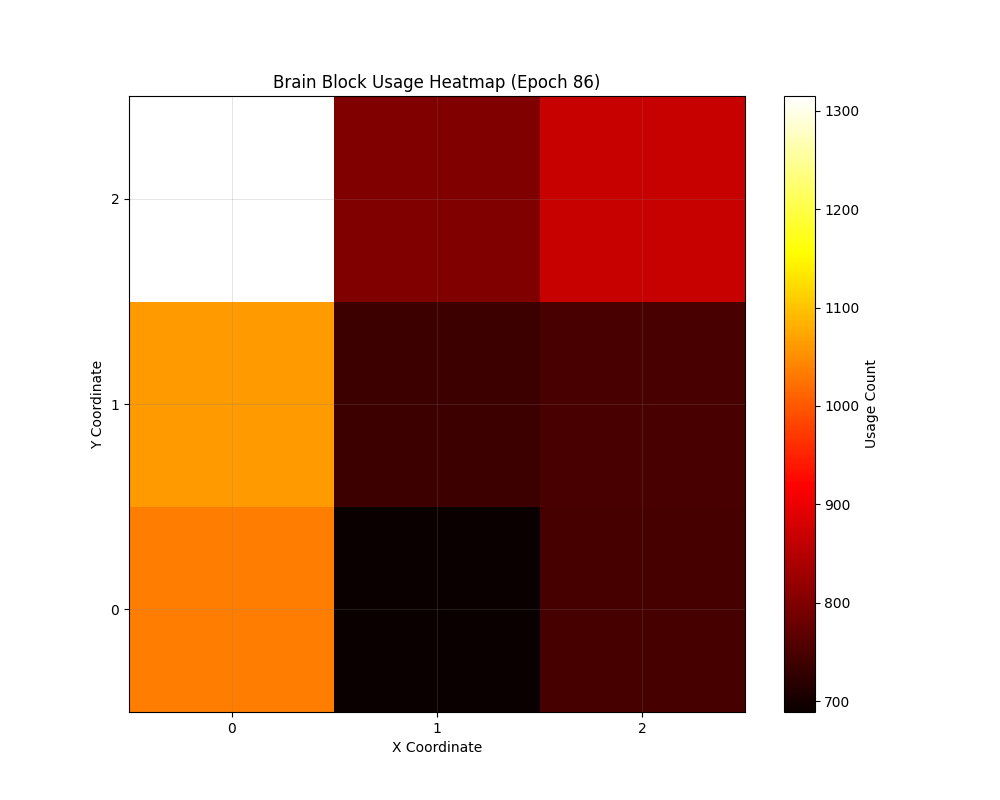 Brain Block Usage Heatmap (Epoch 86)
2
1
0
Y Coordinate
0 1 2
X Coordinate
1300
1200
1100
1000
900
800
700
Usage Count